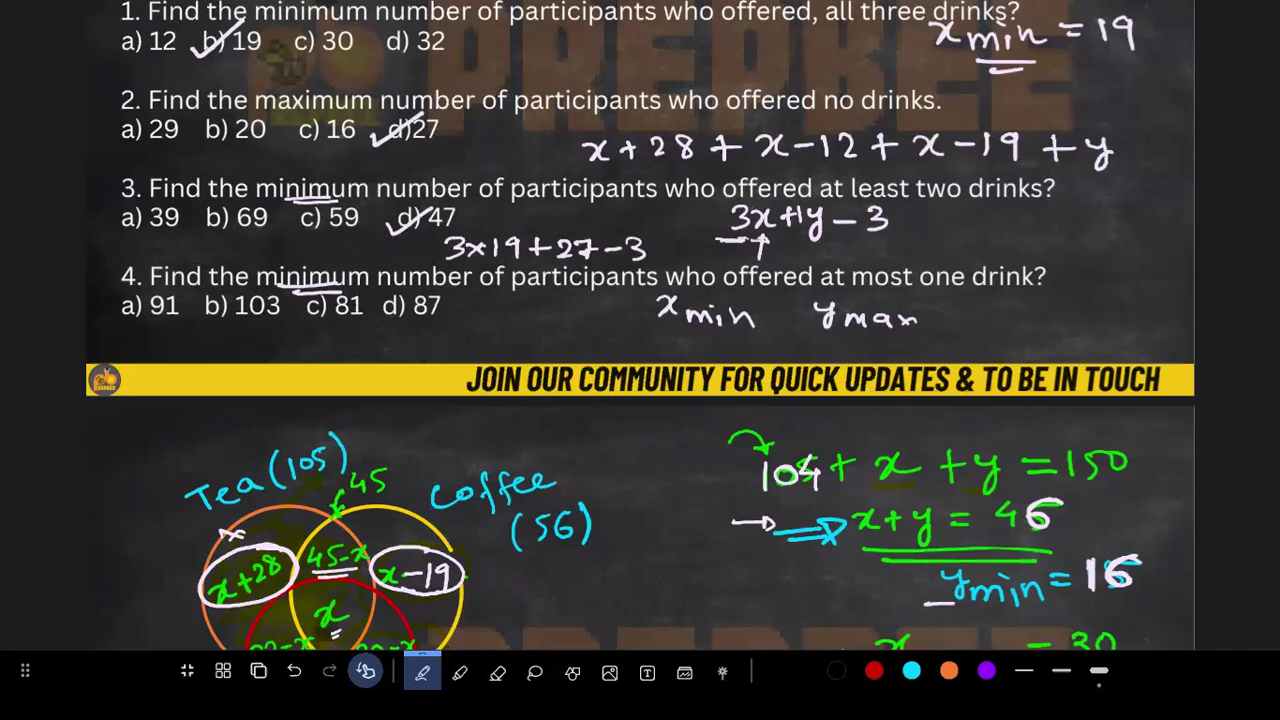 1. Find the minimum number of participants who offered, all three drinks?
x min = 19
a) 12 b) 19 c) 30 d) 32
PREPBEE
2. Find the maximum number of participants who offered no drinks.
a) 29 b) 20 c) 16 d)27
x + 28 + x - 12 + x - 19 + y
3. Find the minimum number of participants who offered at least two drinks?
a) 39 b) 69 c) 59 d) 47
3x + y - 3
3×19 + 27 - 3
4. Find the minimum number of participants who offered at most one drink?
a) 91 b) 103 c) 81 d) 87
x min y max
JOIN OUR COMMUNITY FOR QUICK UPDATES & TO BE IN TOUCH
Tea (105)
45
Coffee
(56)
104 + x + y = 150
x + y = 46
x + 28
45 - x
x - 19
y min = 16
x
x = 30